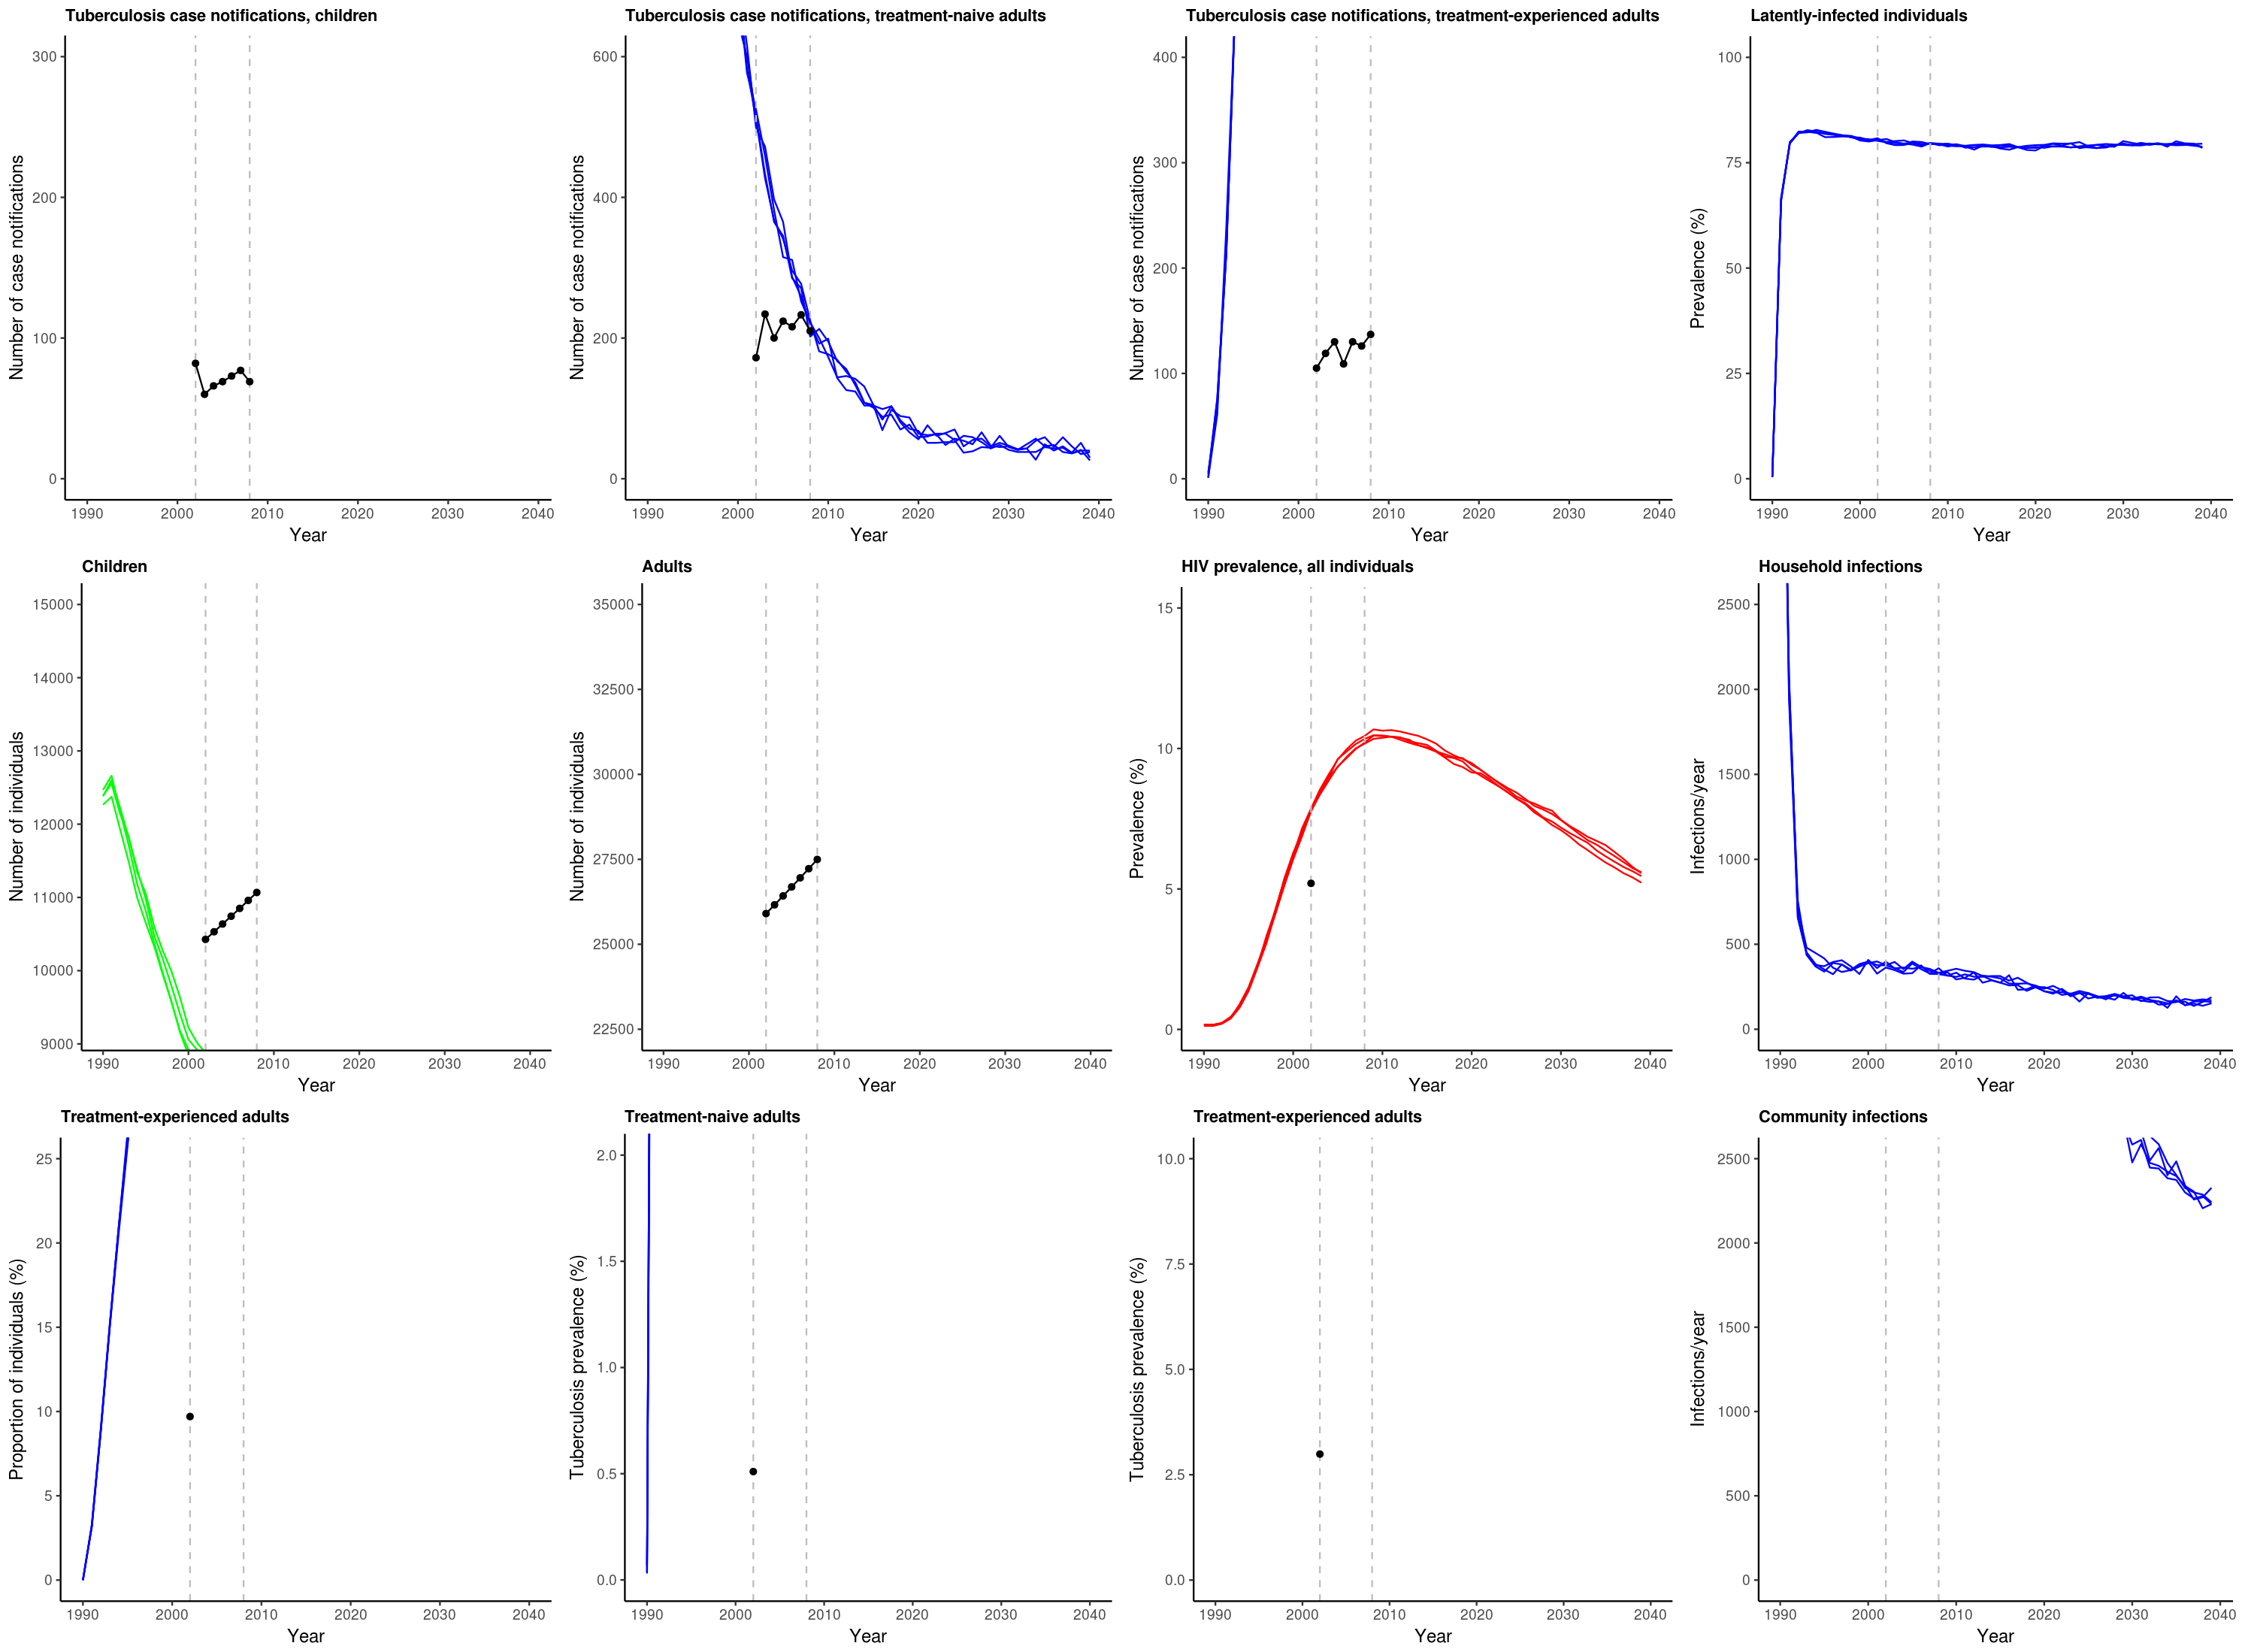 Tuberculosis case notifications, children
Number of case notifications
300
200
100
0
1990 2000 2010 2020 2030 2040
Year
Tuberculosis case notifications, treatment-naive adults
Number of case notifications
600
400
200
0
1990 2000 2010 2020 2030 2040
Year
Tuberculosis case notifications, treatment-experienced adults
Number of case notifications
400
300
200
100
0
1990 2000 2010 2020 2030 2040
Year
Latently-infected individuals
Prevalence (%)
100
75
50
25
0
1990 2000 2010 2020 2030 2040
Year
Children
Number of individuals
15000
14000
13000
12000
11000
10000
9000
1990 2000 2010 2020 2030 2040
Year
Adults
Number of individuals
35000
32500
30000
27500
25000
22500
1990 2000 2010 2020 2030 2040
Year
HIV prevalence, all individuals
Prevalence (%)
15
10
5
0
1990 2000 2010 2020 2030 2040
Year
Household infections
Infections/year
2500
2000
1500
1000
500
0
1990 2000 2010 2020 2030 2040
Year
Treatment-experienced adults
Proportion of individuals (%)
25
20
15
10
5
0
1990 2000 2010 2020 2030 2040
Year
Treatment-naive adults
Tuberculosis prevalence (%)
2.0
1.5
1.0
0.5
0.0
1990 2000 2010 2020 2030 2040
Year
Treatment-experienced adults
Tuberculosis prevalence (%)
10.0
7.5
5.0
2.5
0.0
1990 2000 2010 2020 2030 2040
Year
Community infections
Infections/year
2500
2000
1500
1000
500
0
1990 2000 2010 2020 2030 2040
Year